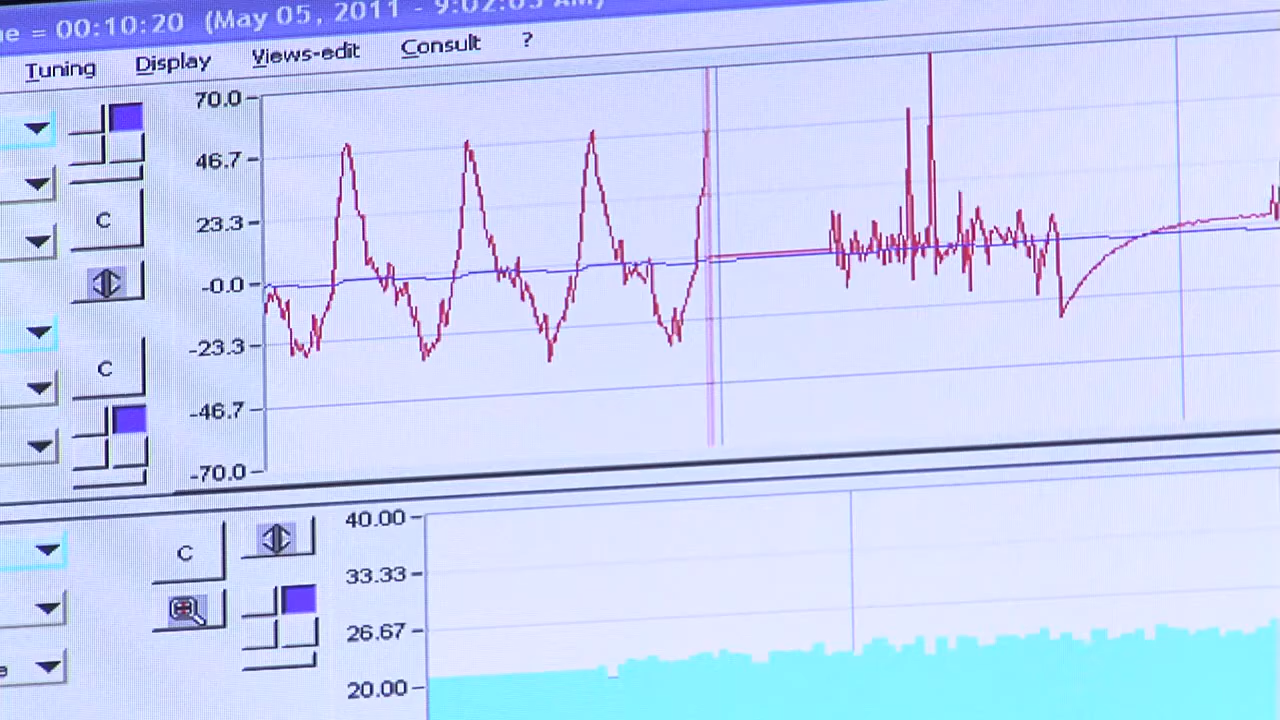 e = 00:10:20 (May 05, 2011 - 9:02:05 AM)
Tuning Display Views-edit Consult ?
70.0
46.7
C
23.3
-0.0
-23.3
C
-46.7
-70.0
40.00
C
33.33
26.67
e
20.00